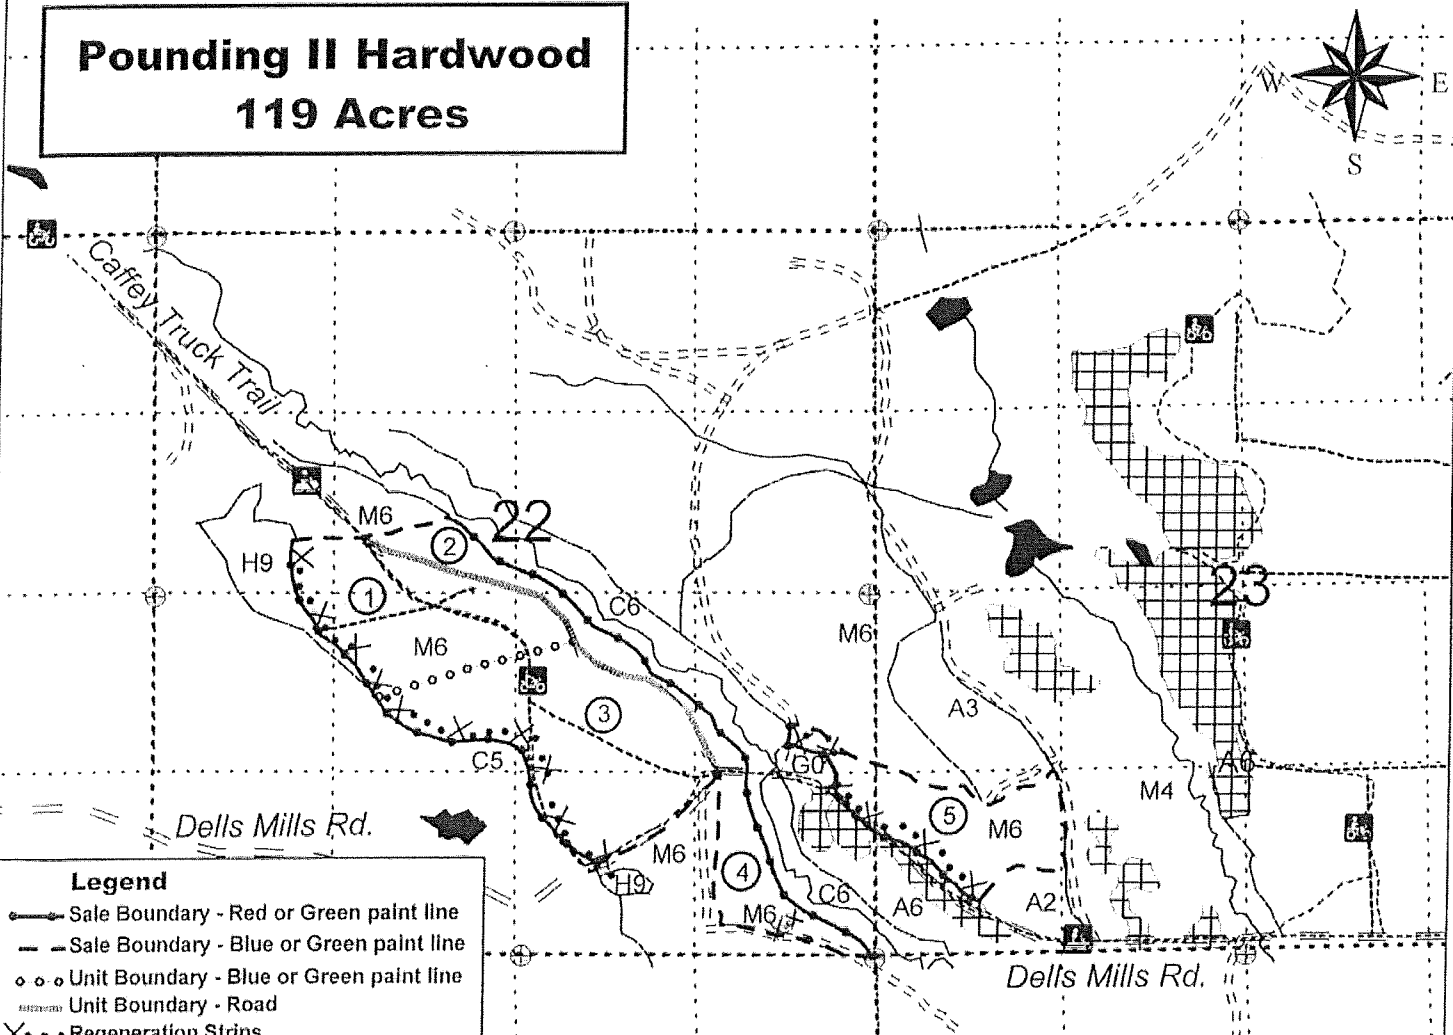 Pounding II Hardwood
119 Acres
W
E
S
Caffey Truck Trail
M6
22
2
H9
1
C6
23
M6
M6
3
A3
C5
G0
A6
M4
5
M6
Dells Mills Rd.
M6
4
H9
C6
A6
A2
M6
Dells Mills Rd.
Legend
Sale Boundary - Red or Green paint line
Sale Boundary - Blue or Green paint line
Unit Boundary - Blue or Green paint line
Unit Boundary - Road
Regeneration Strips